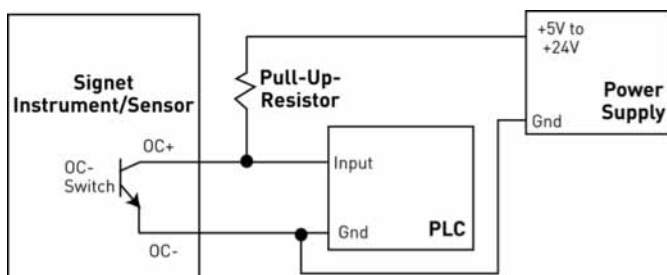 Signet
Instrument/Sensor
OC+
OC-
Switch
OC-
Pull-Up-
Resistor
Input
Gnd
PLC
+5V to
+24V
Power
Supply
Gnd